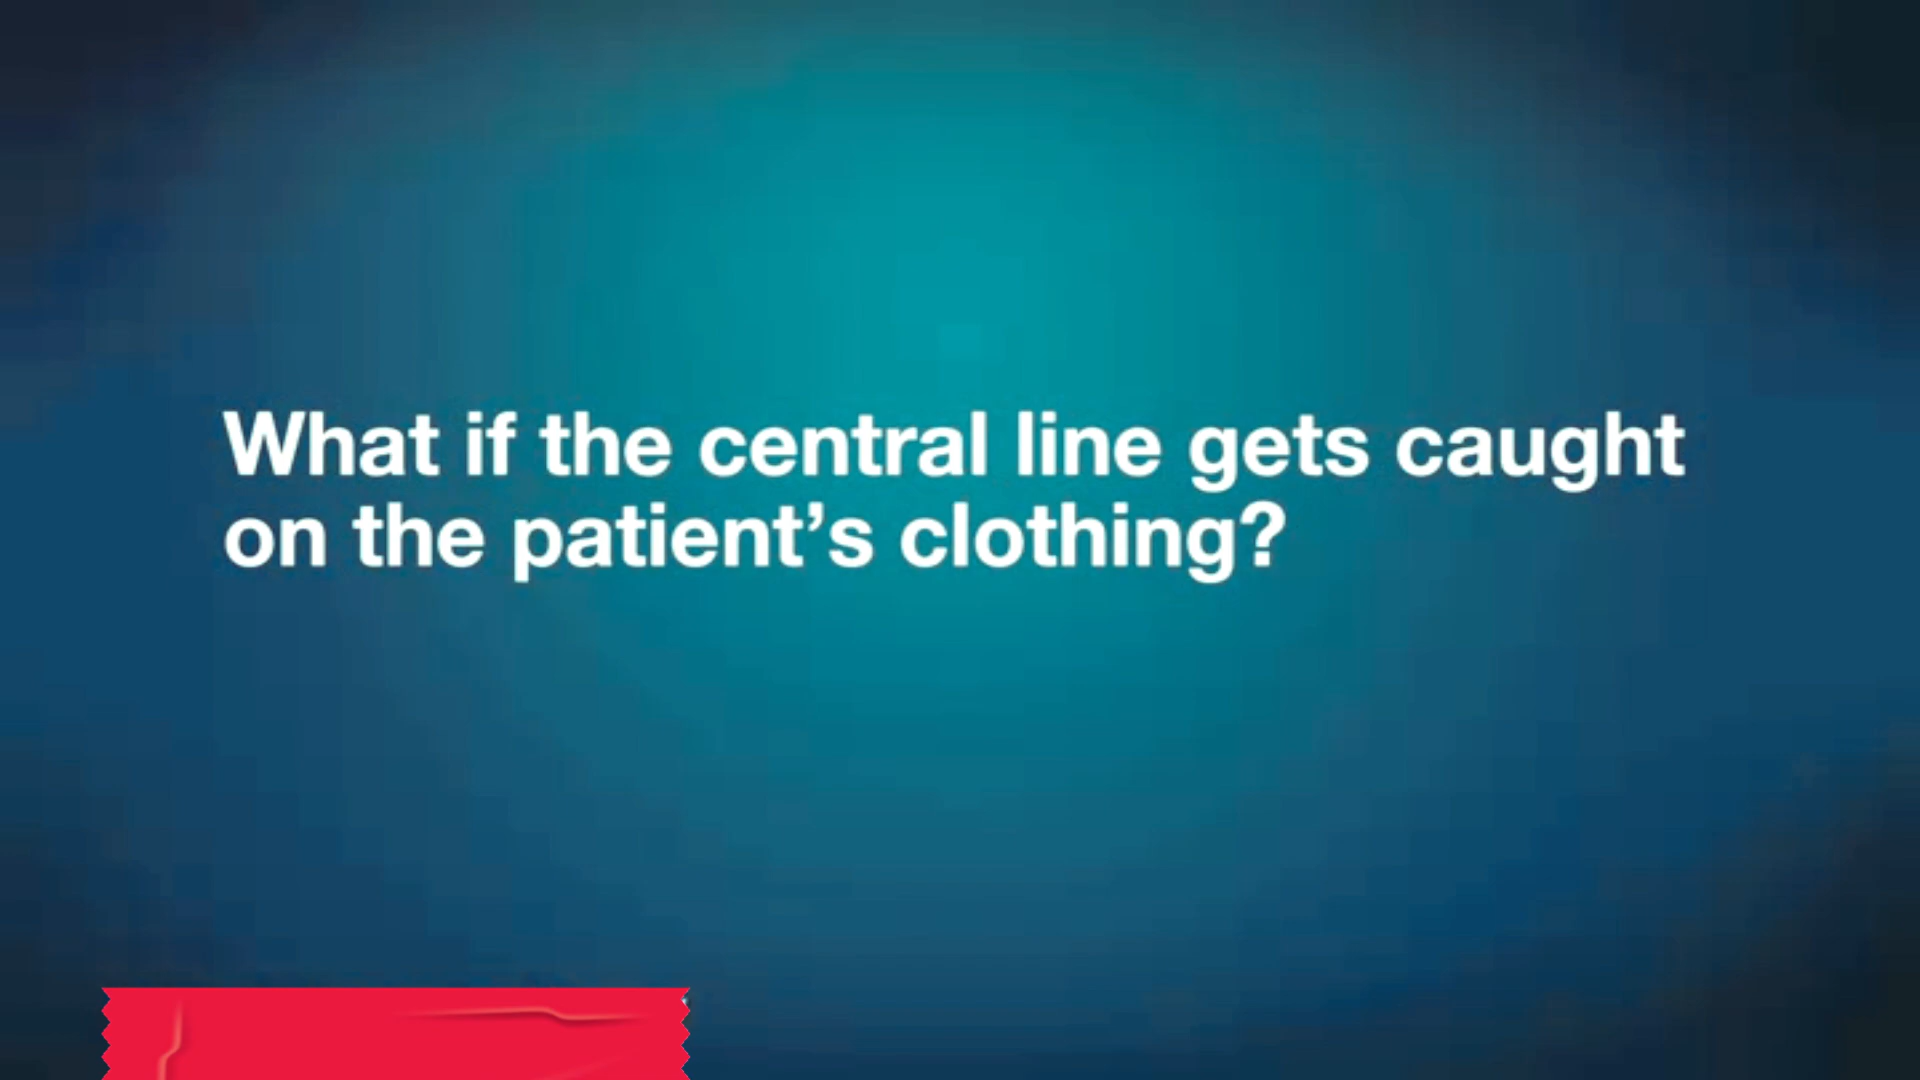 What if the central line gets caught
on the patient’s clothing?